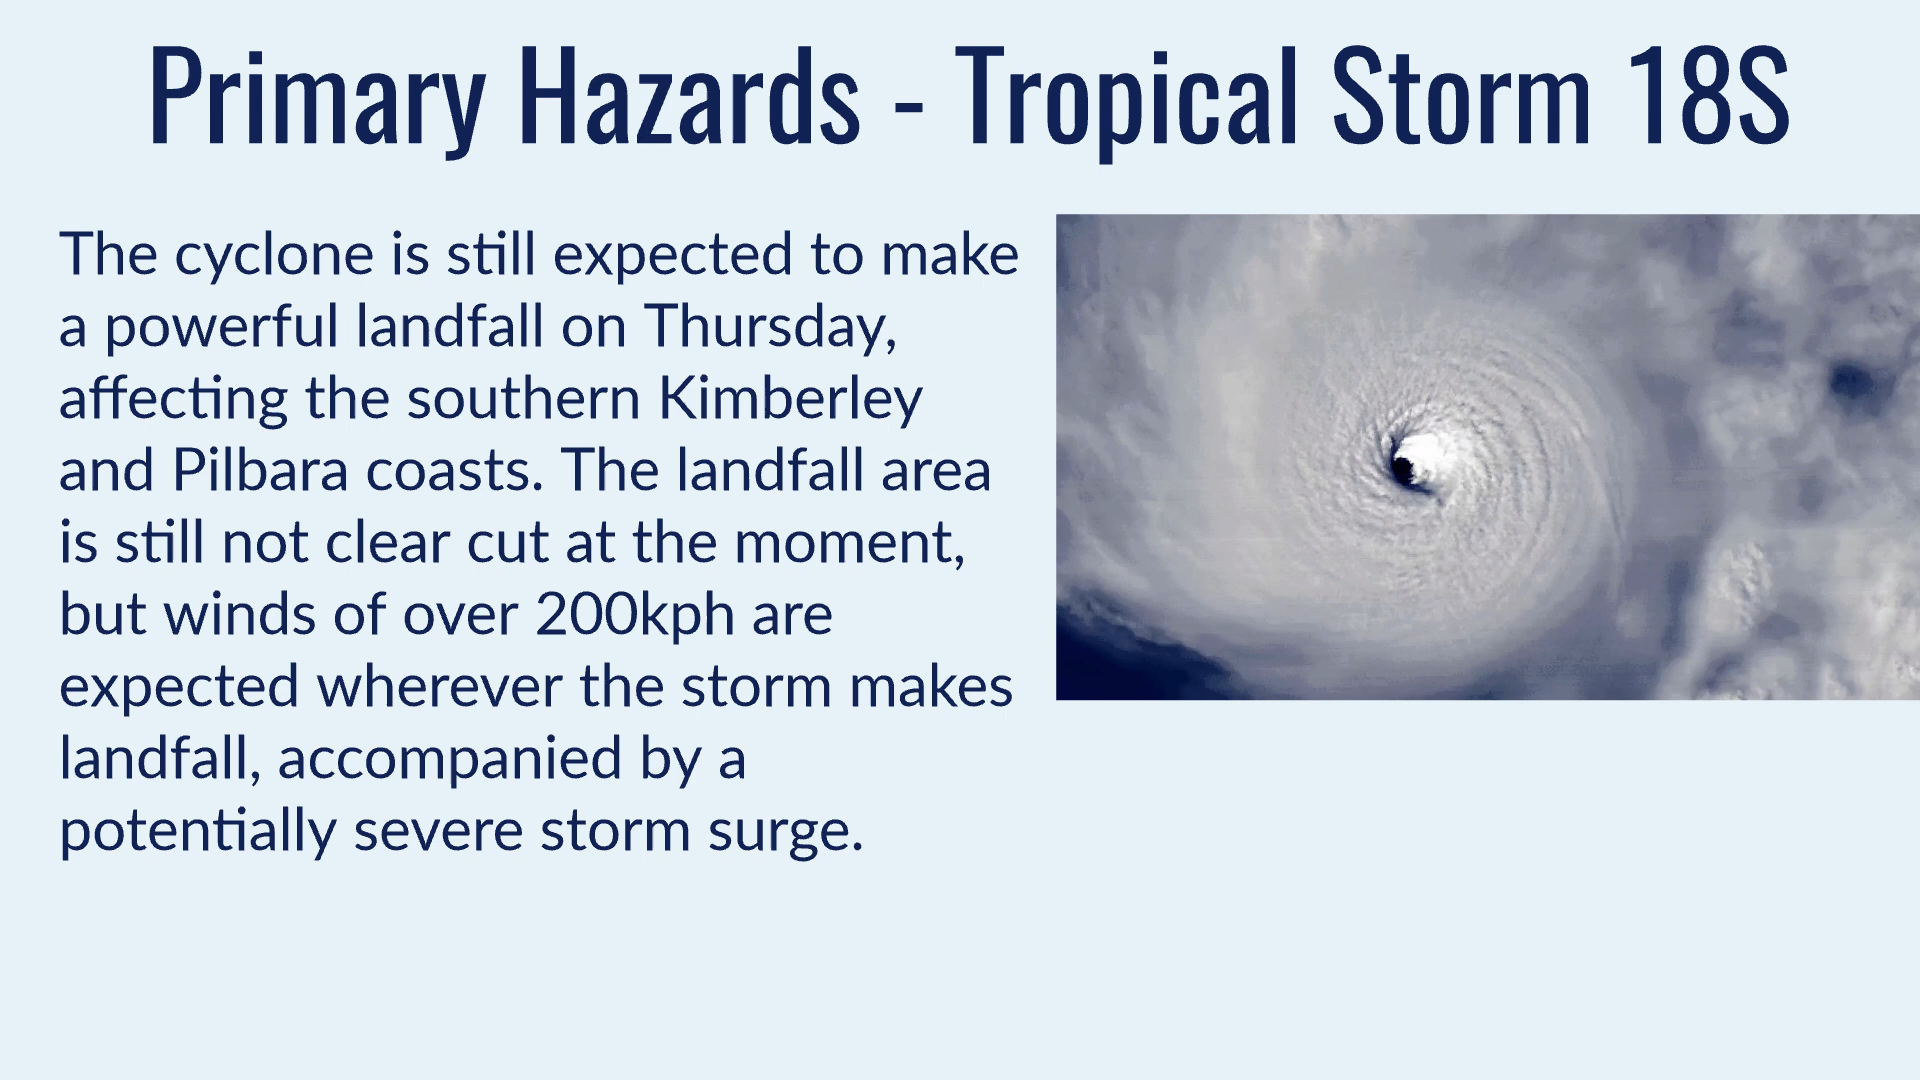 Primary Hazards - Tropical Storm 18S
The cyclone is still expected to make
a powerful landfall on Thursday,
affecting the southern Kimberley
and Pilbara coasts. The landfall area
is still not clear cut at the moment,
but winds of over 200kph are
expected wherever the storm makes
landfall, accompanied by a
potentially severe storm surge.